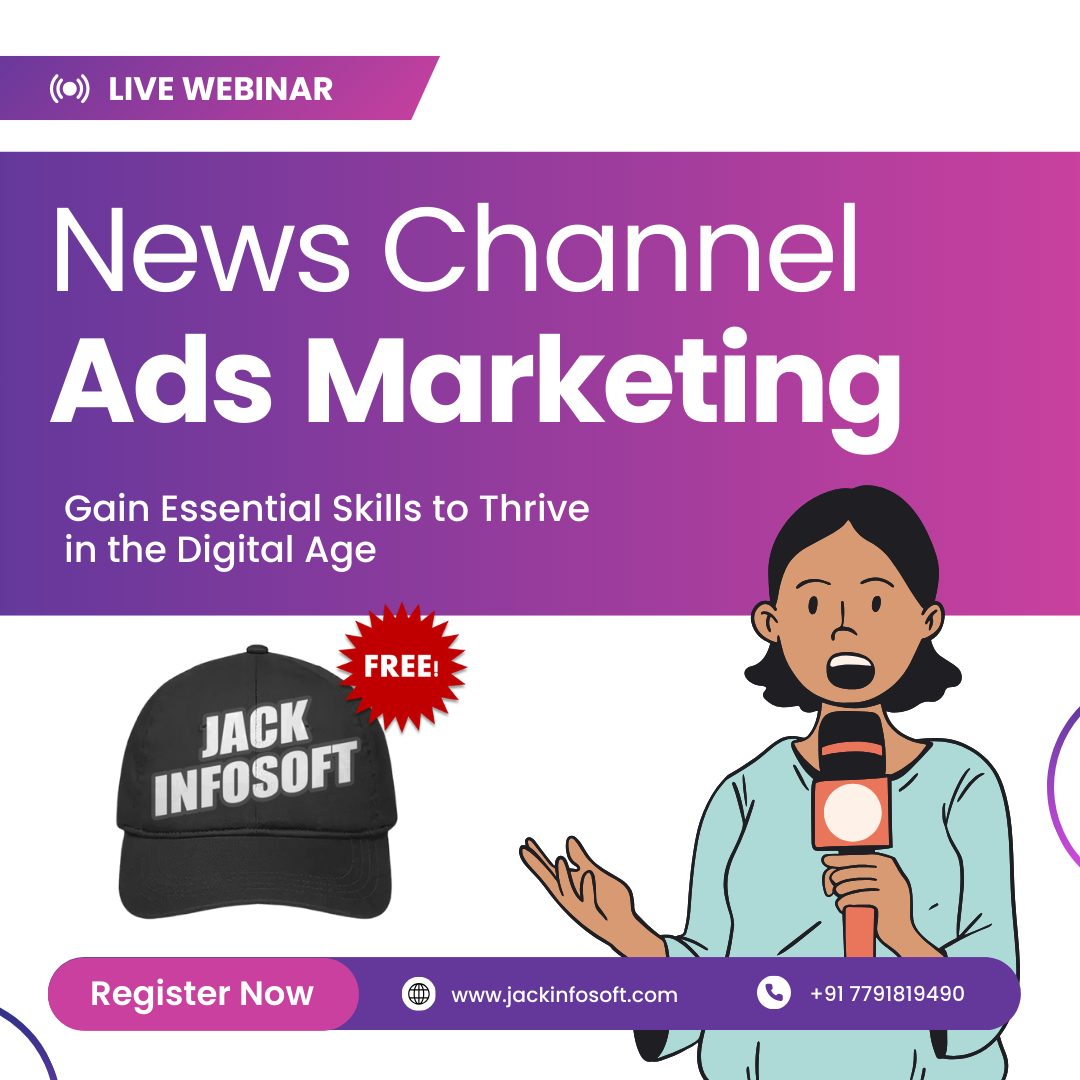 LIVE WEBINAR
News Channel
Ads Marketing
Gain Essential Skills to Thrive
in the Digital Age
FREE!
JACK
INFOSOFT
Register Now
www.jackinfosoft.com
+91 7791819490